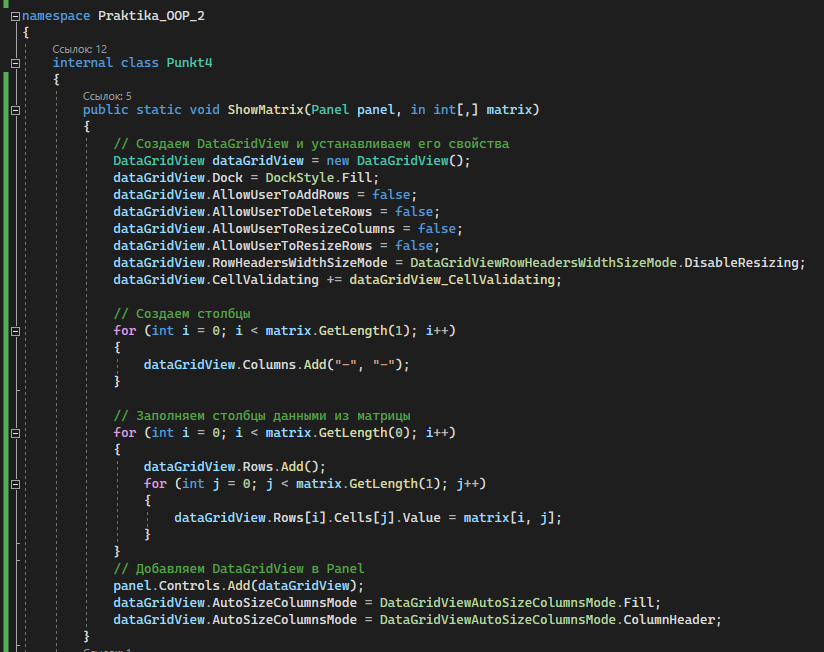 namespace Praktika_OOP_2
{
Ссылок: 12
internal class Punkt4
{
Ссылок: 5
public static void ShowMatrix(Panel panel, in int[,] matrix)
{
// Создаем DataGridView и устанавливаем его свойства
DataGridView dataGridView = new DataGridView();
dataGridView.Dock = DockStyle.Fill;
dataGridView.AllowUserToAddRows = false;
dataGridView.AllowUserToDeleteRows = false;
dataGridView.AllowUserToResizeColumns = false;
dataGridView.AllowUserToResizeRows = false;
dataGridView.RowHeadersWidthSizeMode = DataGridViewRowHeadersWidthSizeMode.DisableResizing;
dataGridView.CellValidating += dataGridView_CellValidating;
// Создаем столбцы
for (int i = 0; i < matrix.GetLength(1); i++)
{
dataGridView.Columns.Add("-", "-");
}
// Заполняем столбцы данными из матрицы
for (int i = 0; i < matrix.GetLength(0); i++)
{
dataGridView.Rows.Add();
for (int j = 0; j < matrix.GetLength(1); j++)
{
dataGridView.Rows[i].Cells[j].Value = matrix[i, j];
}
}
// Добавляем DataGridView в Panel
panel.Controls.Add(dataGridView);
dataGridView.AutoSizeColumnsMode = DataGridViewAutoSizeColumnsMode.Fill;
dataGridView.AutoSizeColumnsMode = DataGridViewAutoSizeColumnsMode.ColumnHeader;
}